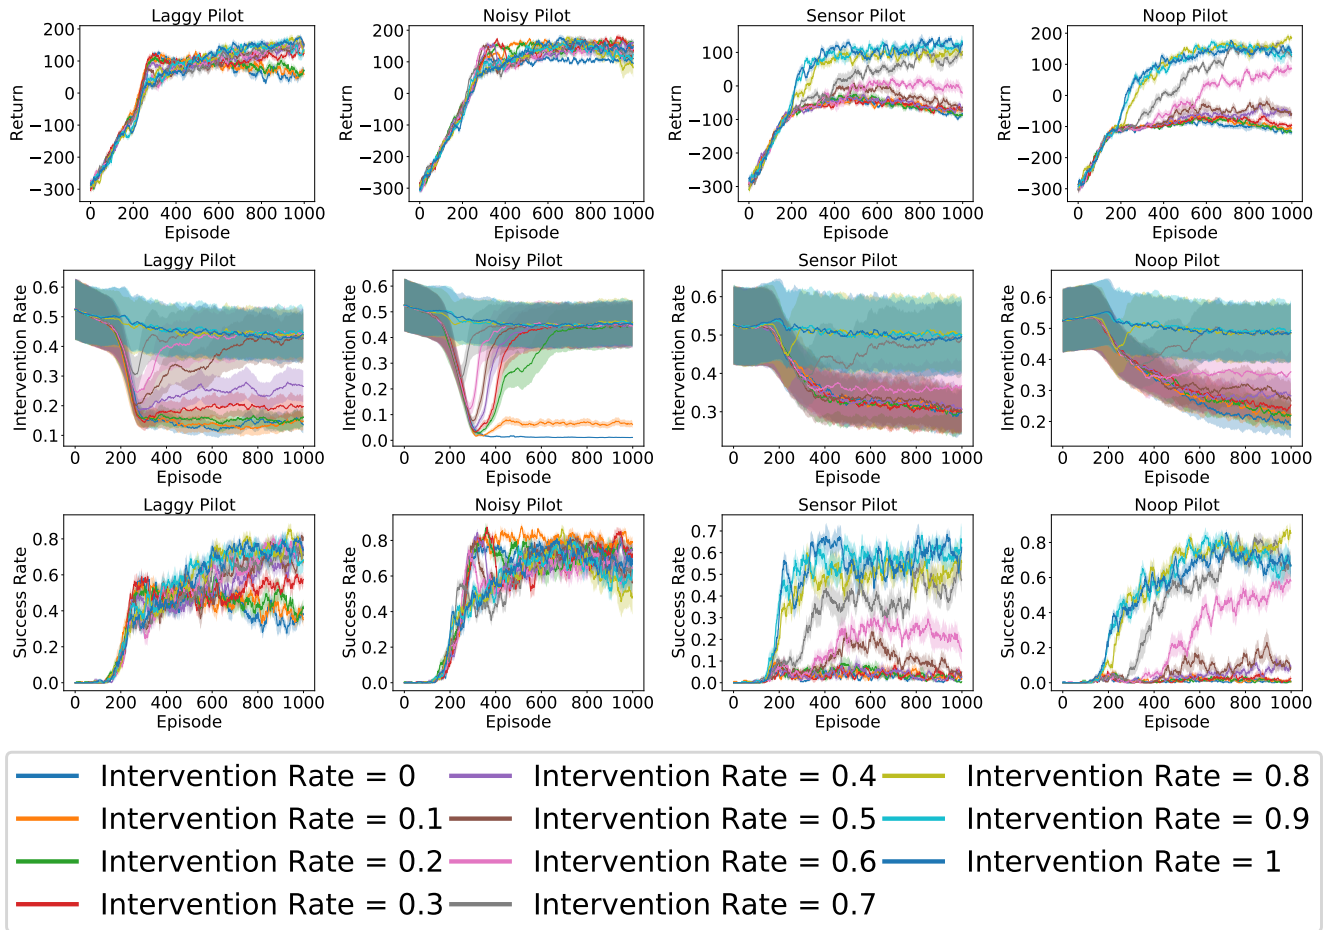 Laggy Pilot
Return
200
100
0
−100
−200
−300
0 200 400 600 800 1000
Episode
Noisy Pilot
Return
200
100
0
−100
−200
−300
0 200 400 600 800 1000
Episode
Sensor Pilot
Return
100
0
−100
−200
−300
0 200 400 600 800 1000
Episode
Noop Pilot
Return
200
100
0
−100
−200
−300
0 200 400 600 800 1000
Episode
Laggy Pilot
Intervention Rate
0.6
0.5
0.4
0.3
0.2
0.1
0 200 400 600 800 1000
Episode
Noisy Pilot
Intervention Rate
0.6
0.5
0.4
0.3
0.2
0.1
0.0
0 200 400 600 800 1000
Episode
Sensor Pilot
Intervention Rate
0.6
0.5
0.4
0.3
0 200 400 600 800 1000
Episode
Noop Pilot
Intervention Rate
0.6
0.5
0.4
0.3
0.2
0 200 400 600 800 1000
Episode
Laggy Pilot
Success Rate
0.8
0.6
0.4
0.2
0.0
0 200 400 600 800 1000
Episode
Noisy Pilot
Success Rate
0.8
0.6
0.4
0.2
0.0
0 200 400 600 800 1000
Episode
Sensor Pilot
Success Rate
0.7
0.6
0.5
0.4
0.3
0.2
0.1
0.0
0 200 400 600 800 1000
Episode
Noop Pilot
Success Rate
0.8
0.6
0.4
0.2
0.0
0 200 400 600 800 1000
Episode
Intervention Rate = 0
Intervention Rate = 0.1
Intervention Rate = 0.2
Intervention Rate = 0.3
Intervention Rate = 0.4
Intervention Rate = 0.5
Intervention Rate = 0.6
Intervention Rate = 0.7
Intervention Rate = 0.8
Intervention Rate = 0.9
Intervention Rate = 1